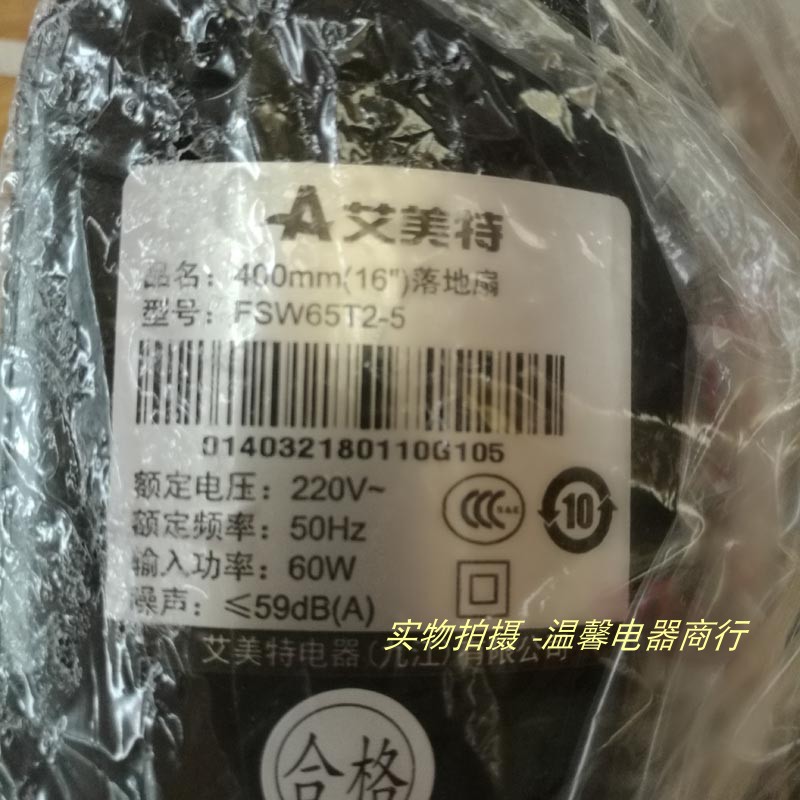 艾美特
品名：400mm(16")落地扇
型号：FSW65T2-5
014032180110G105
额定电压：220V~
额定频率：50Hz
输入功率：60W
噪声：≤59dB(A)
CCC S&E
10
实物拍摄 -温馨电器商行
艾美特电器(九江)有限公司
合格